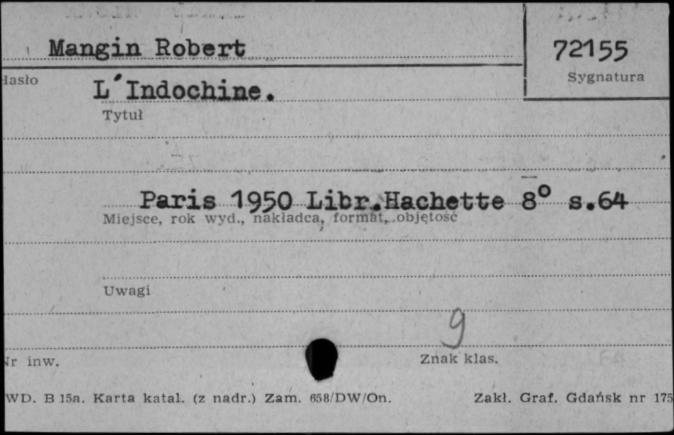 Mangin Robert
72155
Hasło
Sygnatura
L'Indochine.
Tytuł
Paris 1950 Libr.Hachette 8° s.64
Miejsce, rok wyd., nakładca, format, objętość
Uwagi
9
Nr inw.
Znak klas.
WD. B 15a. Karta katal. (z nadr.) Zam. 658/DW/On.
Zakł. Graf. Gdańsk nr 175